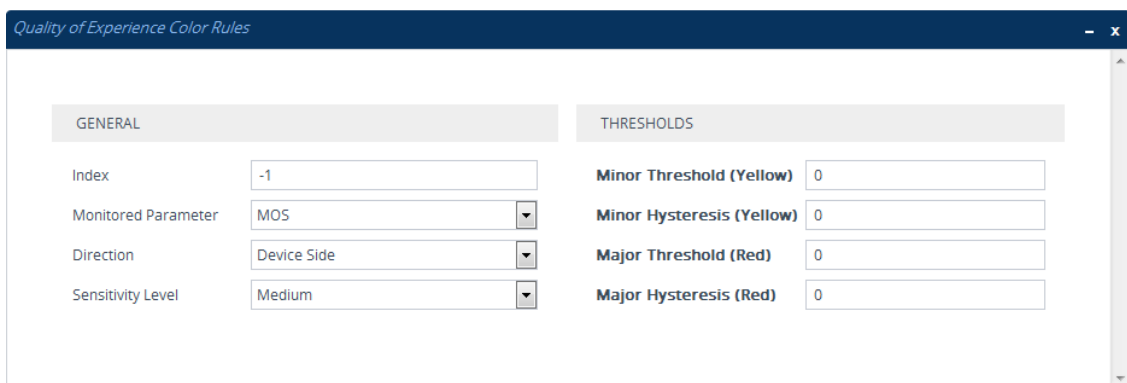 Quality of Experience Color Rules
– x
GENERAL
Index -1
Monitored Parameter MOS
Direction Device Side
Sensitivity Level Medium
THRESHOLDS
Minor Threshold (Yellow) 0
Minor Hysteresis (Yellow) 0
Major Threshold (Red) 0
Major Hysteresis (Red) 0